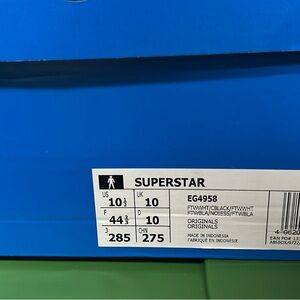 SUPERSTAR
US
10½
UK
10
EG4958
FTWWHT/CBLACK/FTWWHT
FTWBLA/NOIESS/FTWBLA
F
44⅔
D
10
ORIGINALS
ORIGINALS
J
285
CHN
275
MADE IN INDONESIA
FABRIQUÉ EN INDONÉSIE